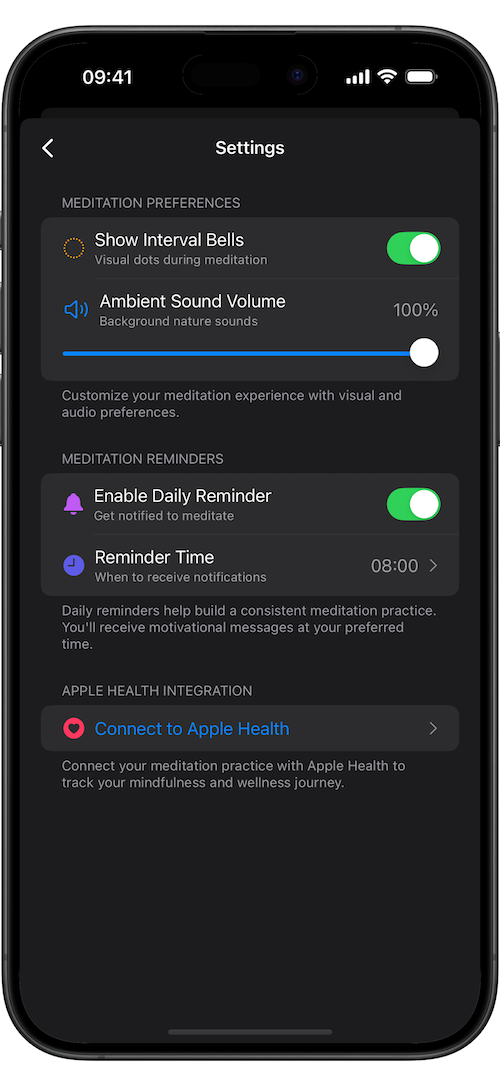 09:41
Settings
MEDITATION PREFERENCES
Show Interval Bells
Visual dots during meditation
Ambient Sound Volume
Background nature sounds
100%
Customize your meditation experience with visual and
audio preferences.
MEDITATION REMINDERS
Enable Daily Reminder
Get notified to meditate
Reminder Time
When to receive notifications
08:00
Daily reminders help build a consistent meditation practice.
You'll receive motivational messages at your preferred
time.
APPLE HEALTH INTEGRATION
Connect to Apple Health
Connect your meditation practice with Apple Health to
track your mindfulness and wellness journey.